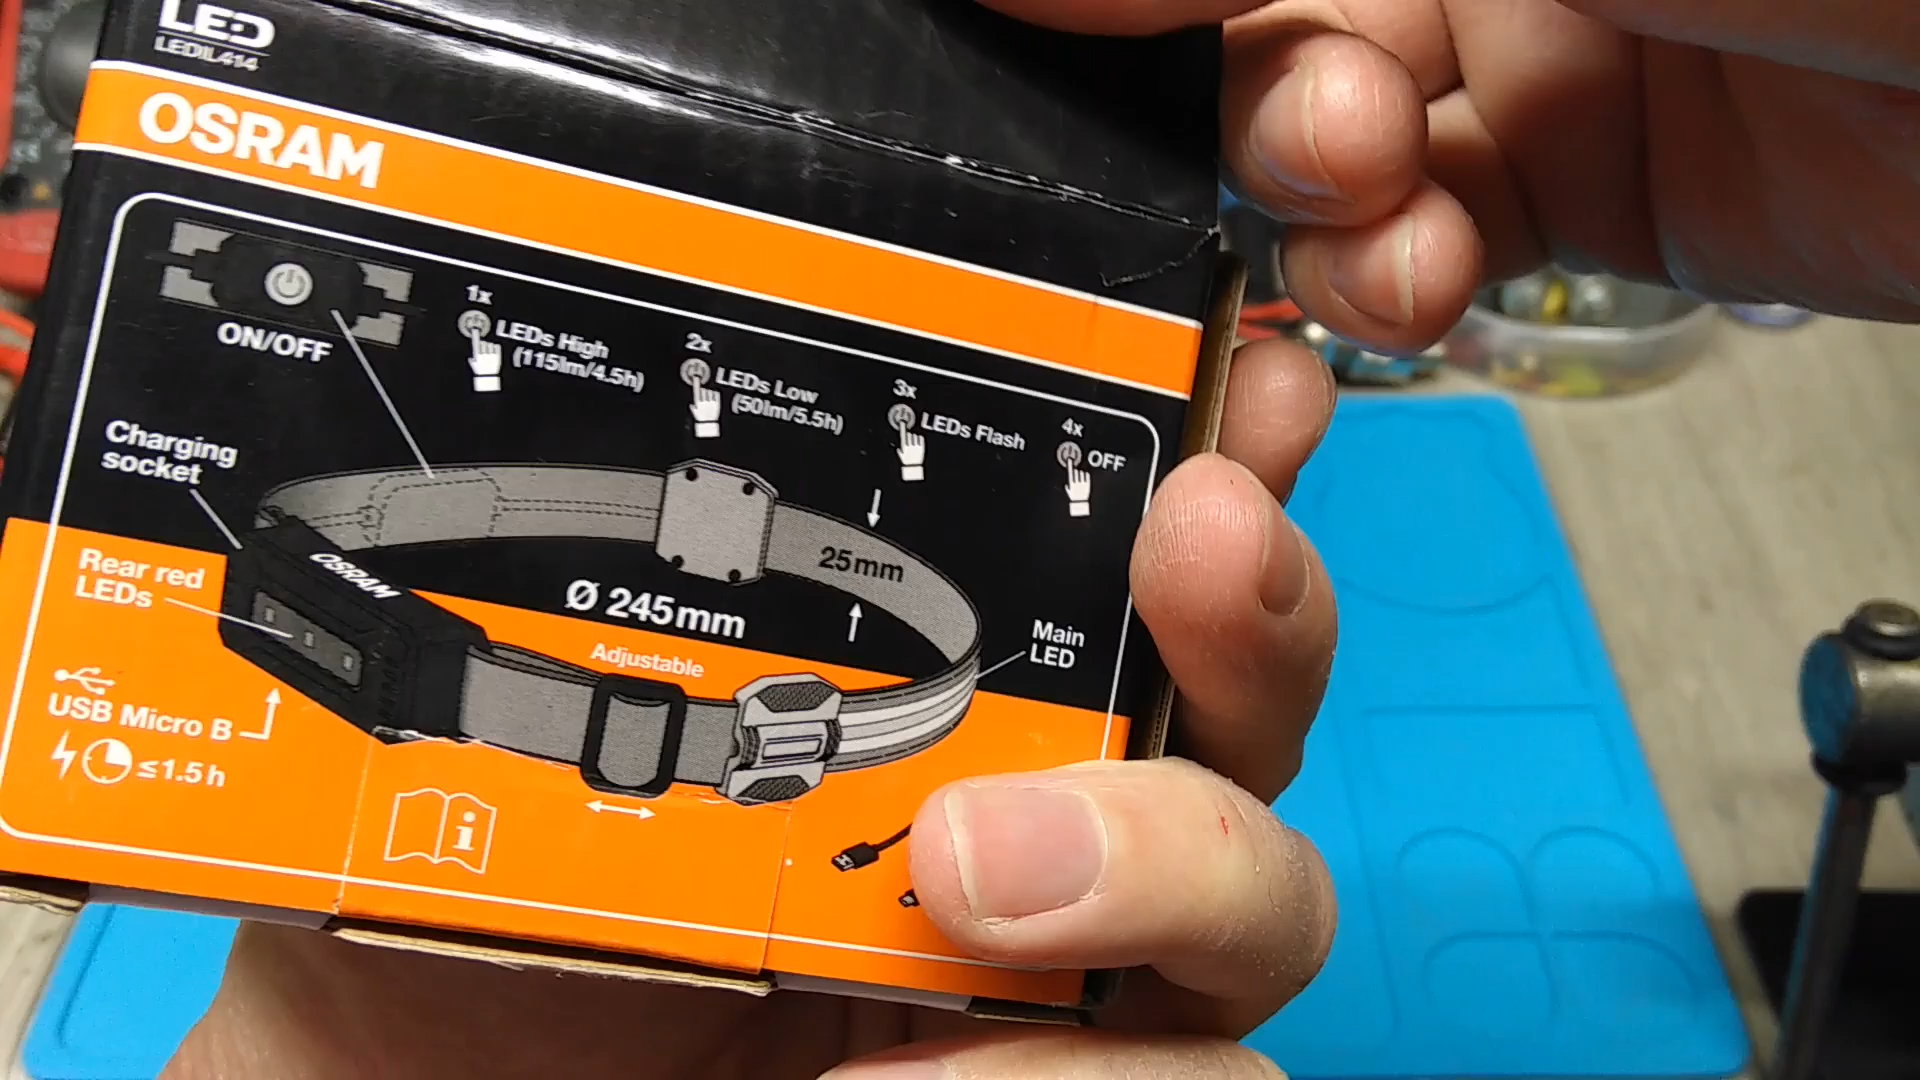 LED
LEDIL414
OSRAM
ON/OFF
1x
LEDs High
(115lm/4.5h)
2x
LEDs Low
(50lm/5.5h)
3x
LEDs Flash
4x
OFF
Charging
socket
OSRAM
25mm
Rear red
LEDs
Ø 245mm
Adjustable
Main
LED
USB Micro B
≤1.5h
i